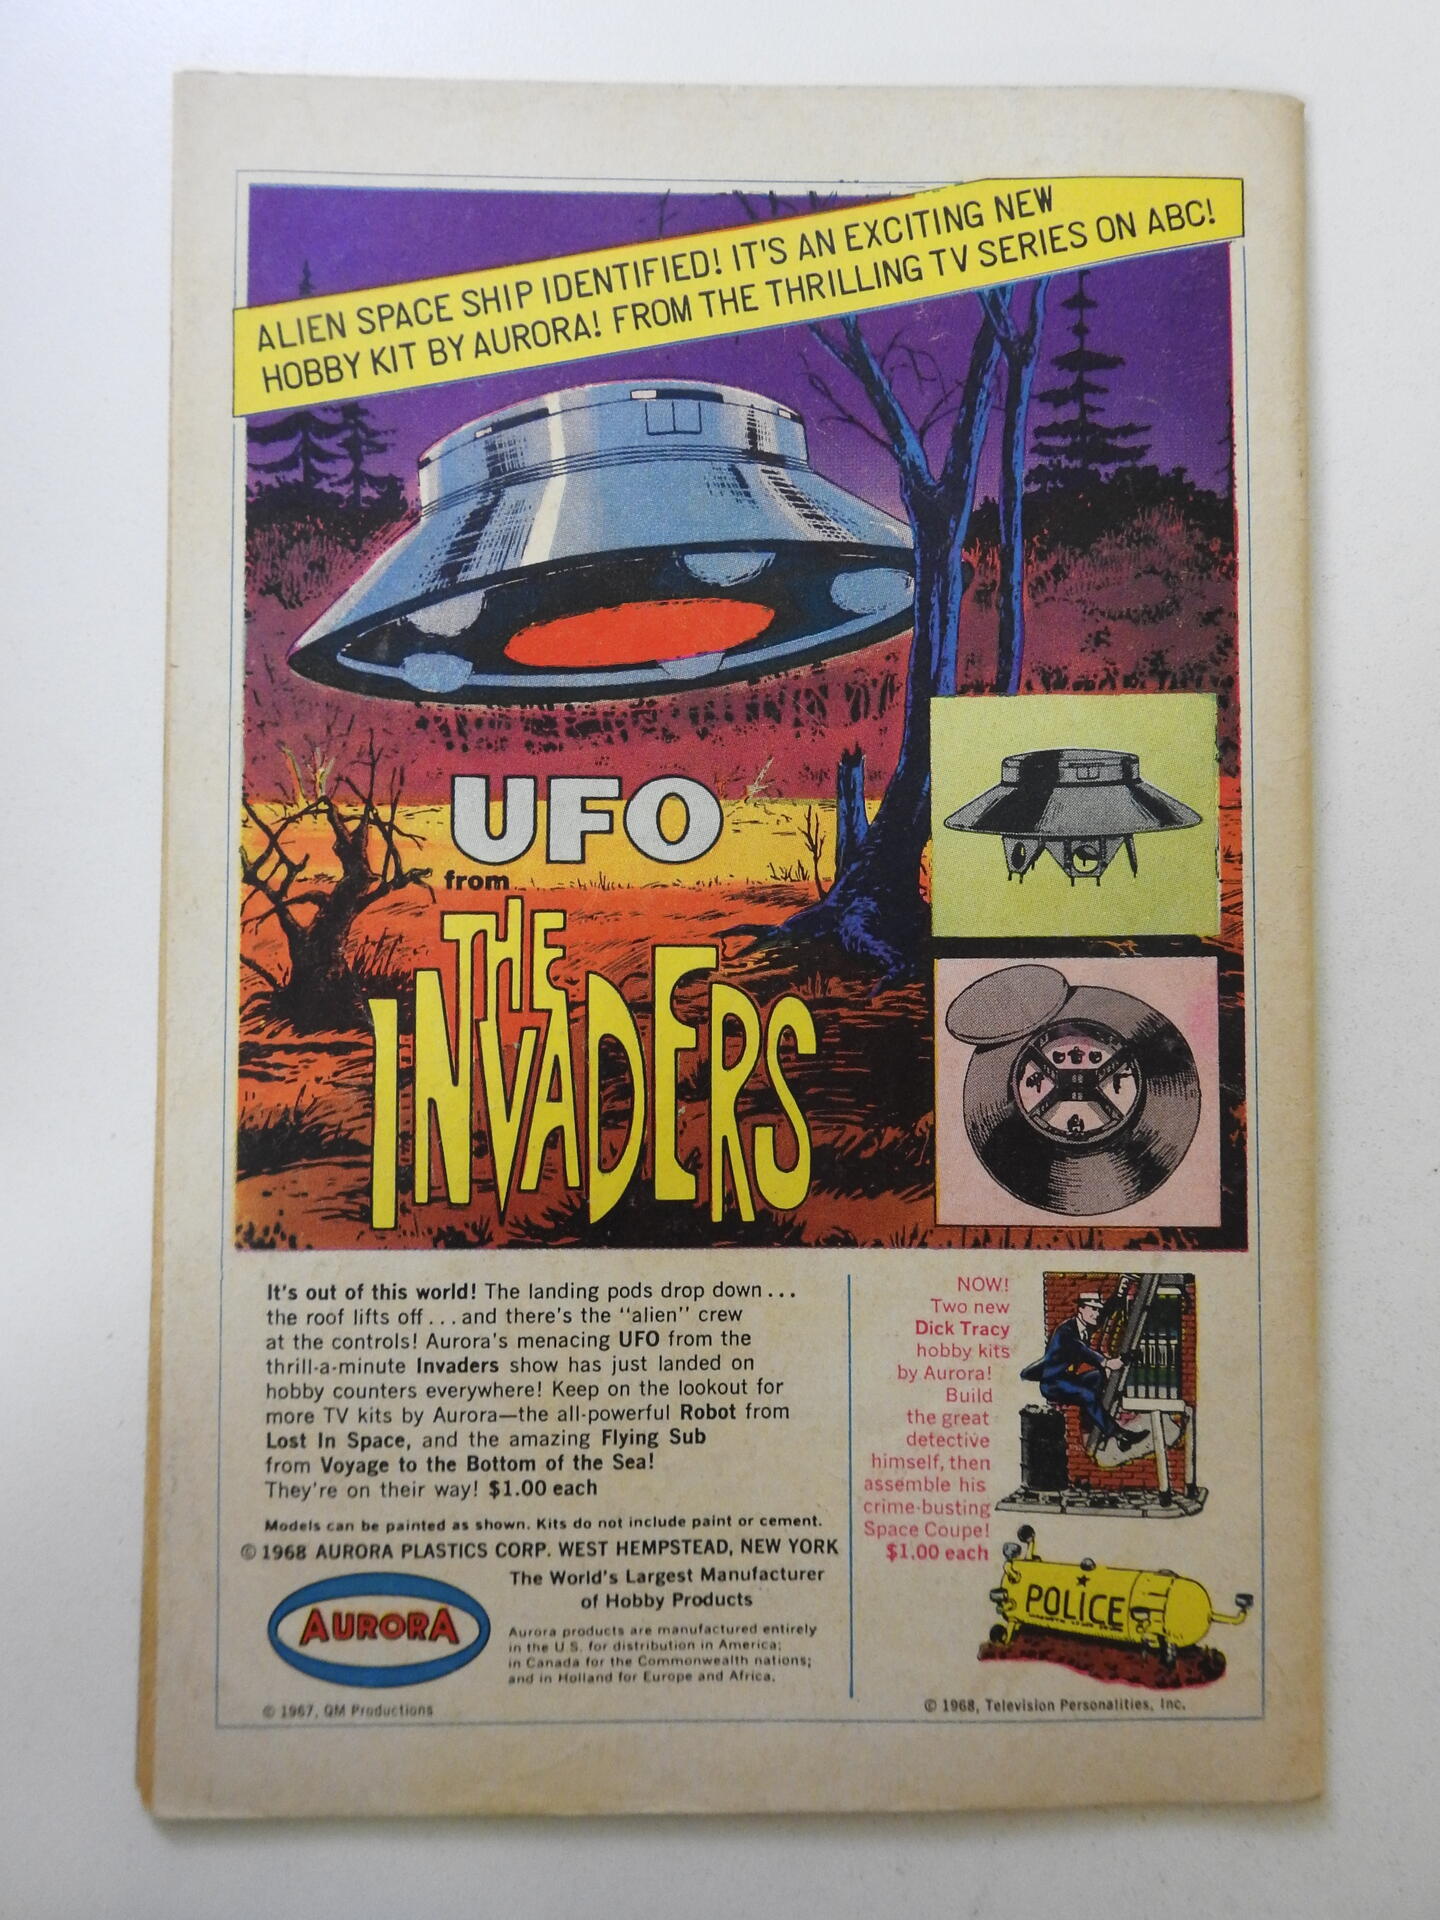 ALIEN SPACE SHIP IDENTIFIED! IT'S AN EXCITING NEW
HOBBY KIT BY AURORA! FROM THE THRILLING TV SERIES ON ABC!
UFO
from
THE
INVADERS
It's out of this world! The landing pods drop down...
the roof lifts off...and there's the "alien" crew
at the controls! Aurora's menacing UFO from the
thrill-a-minute Invaders show has just landed on
hobby counters everywhere! Keep on the lookout for
more TV kits by Aurora—the all-powerful Robot from
Lost In Space, and the amazing Flying Sub
from Voyage to the Bottom of the Sea!
They're on their way! $1.00 each
Models can be painted as shown. Kits do not include paint or cement.
© 1968 AURORA PLASTICS CORP. WEST HEMPSTEAD, NEW YORK
AURORA
The World's Largest Manufacturer
of Hobby Products
Aurora products are manufactured entirely
in the U.S. for distribution in America;
in Canada for the Commonwealth nations;
and in Holland for Europe and Africa.
© 1967, QM Productions
NOW!
Two new
Dick Tracy
hobby kits
by Aurora!
Build
the great
detective
himself, then
assemble his
crime-busting
Space Coupe!
$1.00 each
POLICE
© 1968, Television Personalities, Inc.